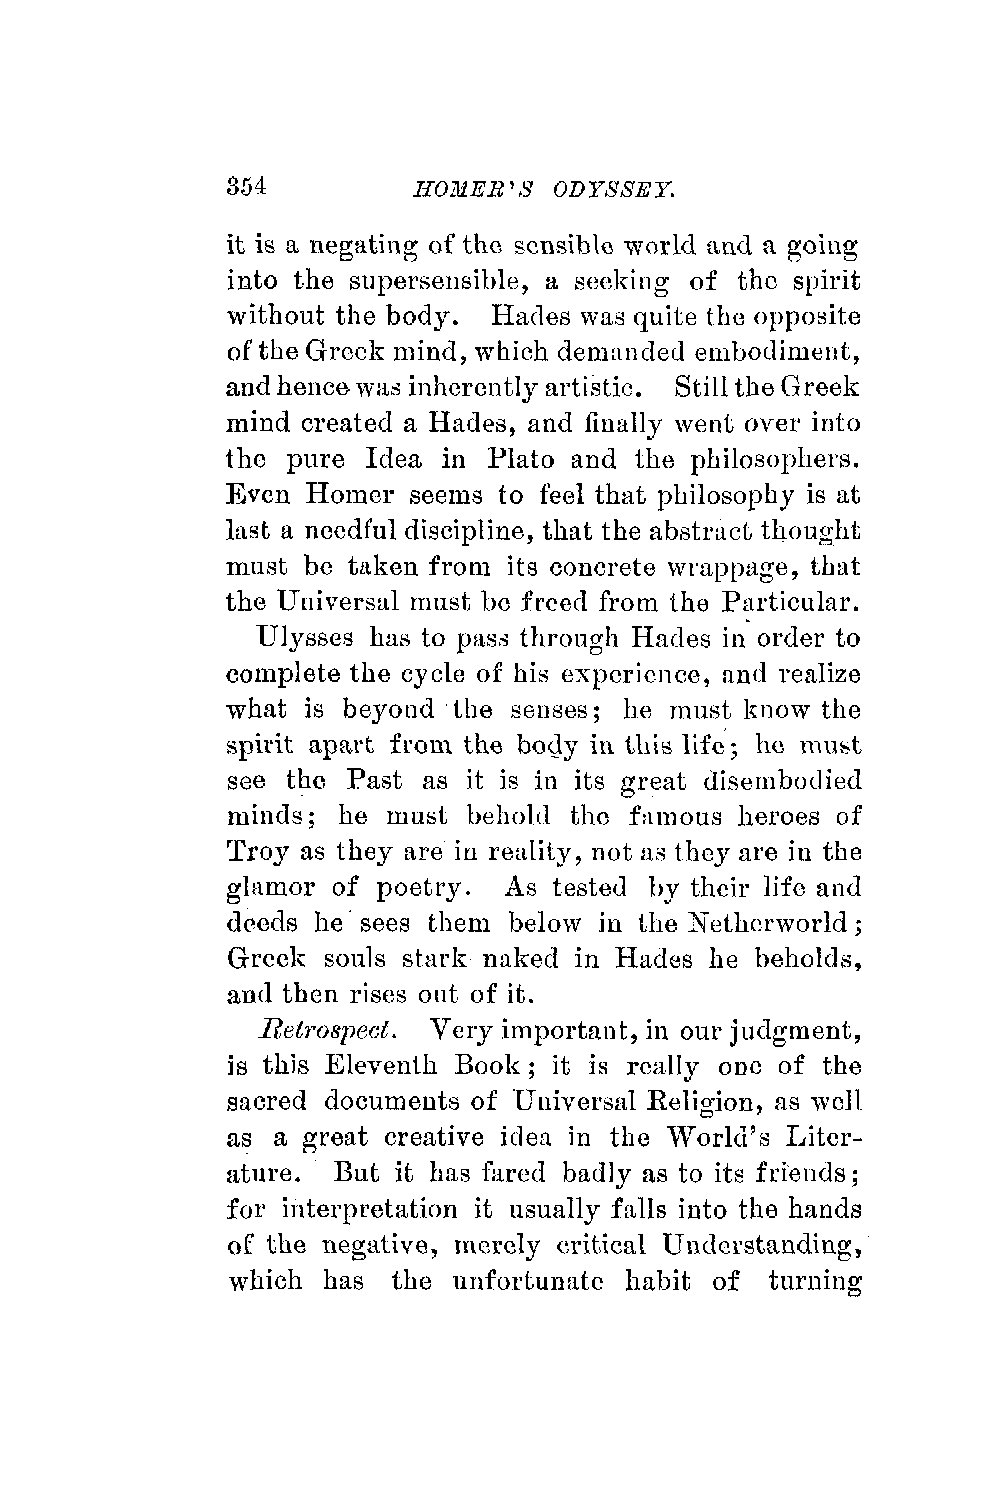 354 HOMER'S ODYSSEY.
it is a negating of the sensible world and a going
into the supersensible, a seeking of the spirit
without the body. Hades was quite the opposite
of the Greek mind, which demanded embodiment,
and hence was inherently artistic. Still the Greek
mind created a Hades, and finally went over into
the pure Idea in Plato and the philosophers.
Even Homer seems to feel that philosophy is at
last a needful discipline, that the abstract thought
must be taken from its concrete wrappage, that
the Universal must be freed from the Particular.
Ulysses has to pass through Hades in order to
complete the cycle of his experience, and realize
what is beyond the senses; he must know the
spirit apart from the body in this life; he must
see the Past as it is in its great disembodied
minds; he must behold the famous heroes of
Troy as they are in reality, not as they are in the
glamor of poetry. As tested by their life and
deeds he sees them below in the Netherworld;
Greek souls stark naked in Hades he beholds,
and then rises out of it.
Retrospect. Very important, in our judgment,
is this Eleventh Book; it is really one of the
sacred documents of Universal Religion, as well
as a great creative idea in the World's Liter-
ature. But it has fared badly as to its friends;
for interpretation it usually falls into the hands
of the negative, merely critical Understanding,
which has the unfortunate habit of turning